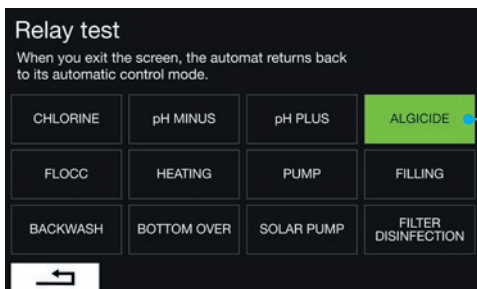 Relay test
When you exit the screen, the automat returns back
to its automatic control mode.
CHLORINE
pH MINUS
pH PLUS
ALGICIDE
FLOCC
HEATING
PUMP
FILLING
BACKWASH
BOTTOM OVER
SOLAR PUMP
FILTER
DISINFECTION